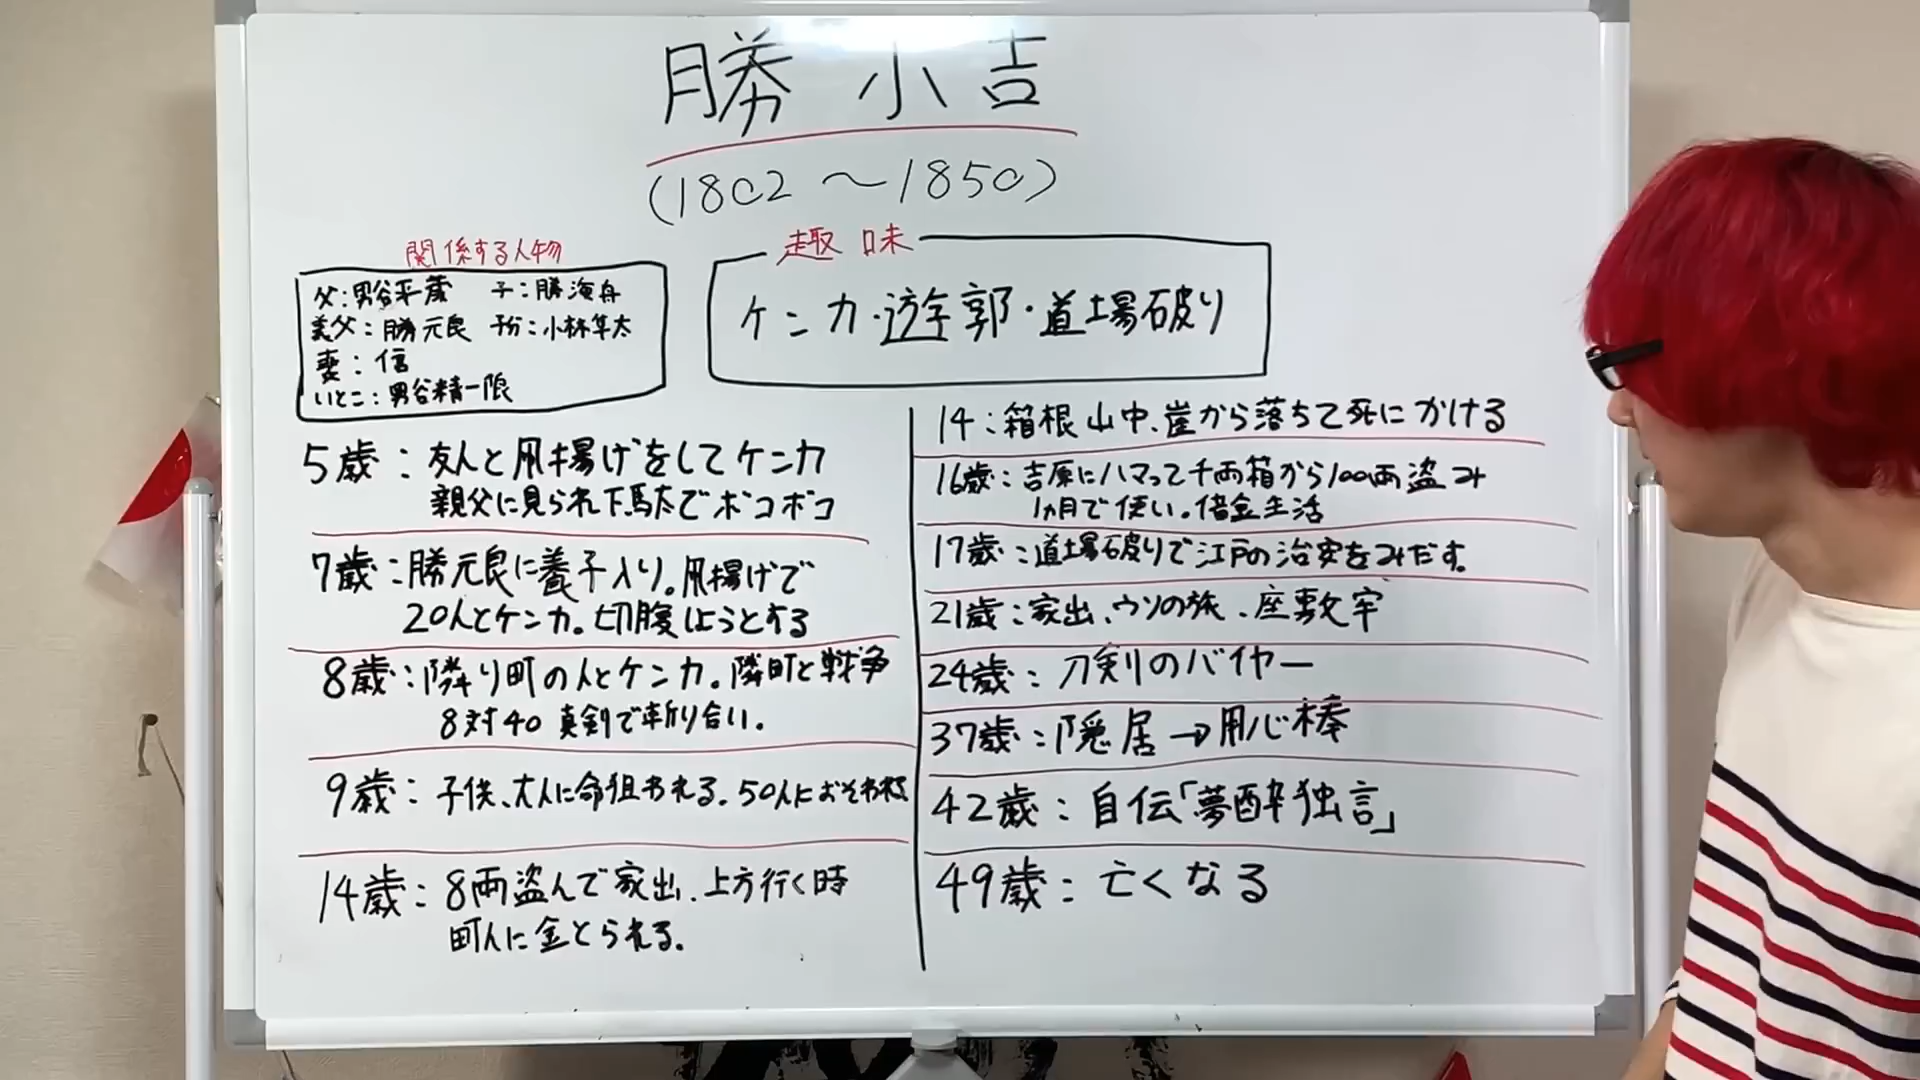 勝 小吉
(1802 〜 1850)
関係する人物
父:男谷平蔵 子:勝海舟
義父:勝元良 子分:小林隼太
妻:信
いとこ:男谷精一郎
趣味
ケンカ・遊郭・道場破り
5歳:友人と凧揚げをしてケンカ
親父に見られ下駄でボコボコ
7歳:勝元良に養子入り。凧揚げで
20人とケンカ。切腹しようとする
8歳:隣り町の人とケンカ。隣町と戦争
8対40 真剣で斬り合い。
9歳:子供、大人に命狙われる。50人におそわれる
14歳:8両盗んで家出、上方行く時
町人に金とられる。
14:箱根山中、崖から落ちて死にかける
16歳:吉原にハマって千両箱から100両盗み
1ヵ月で使い。借金生活
17歳:道場破りで江戸の治安をみだす。
21歳:家出、ウソの旅、座敷牢
24歳:刀剣のバイヤー
37歳:隠居→用心棒
42歳:自伝「夢酔独言」
49歳:亡くなる